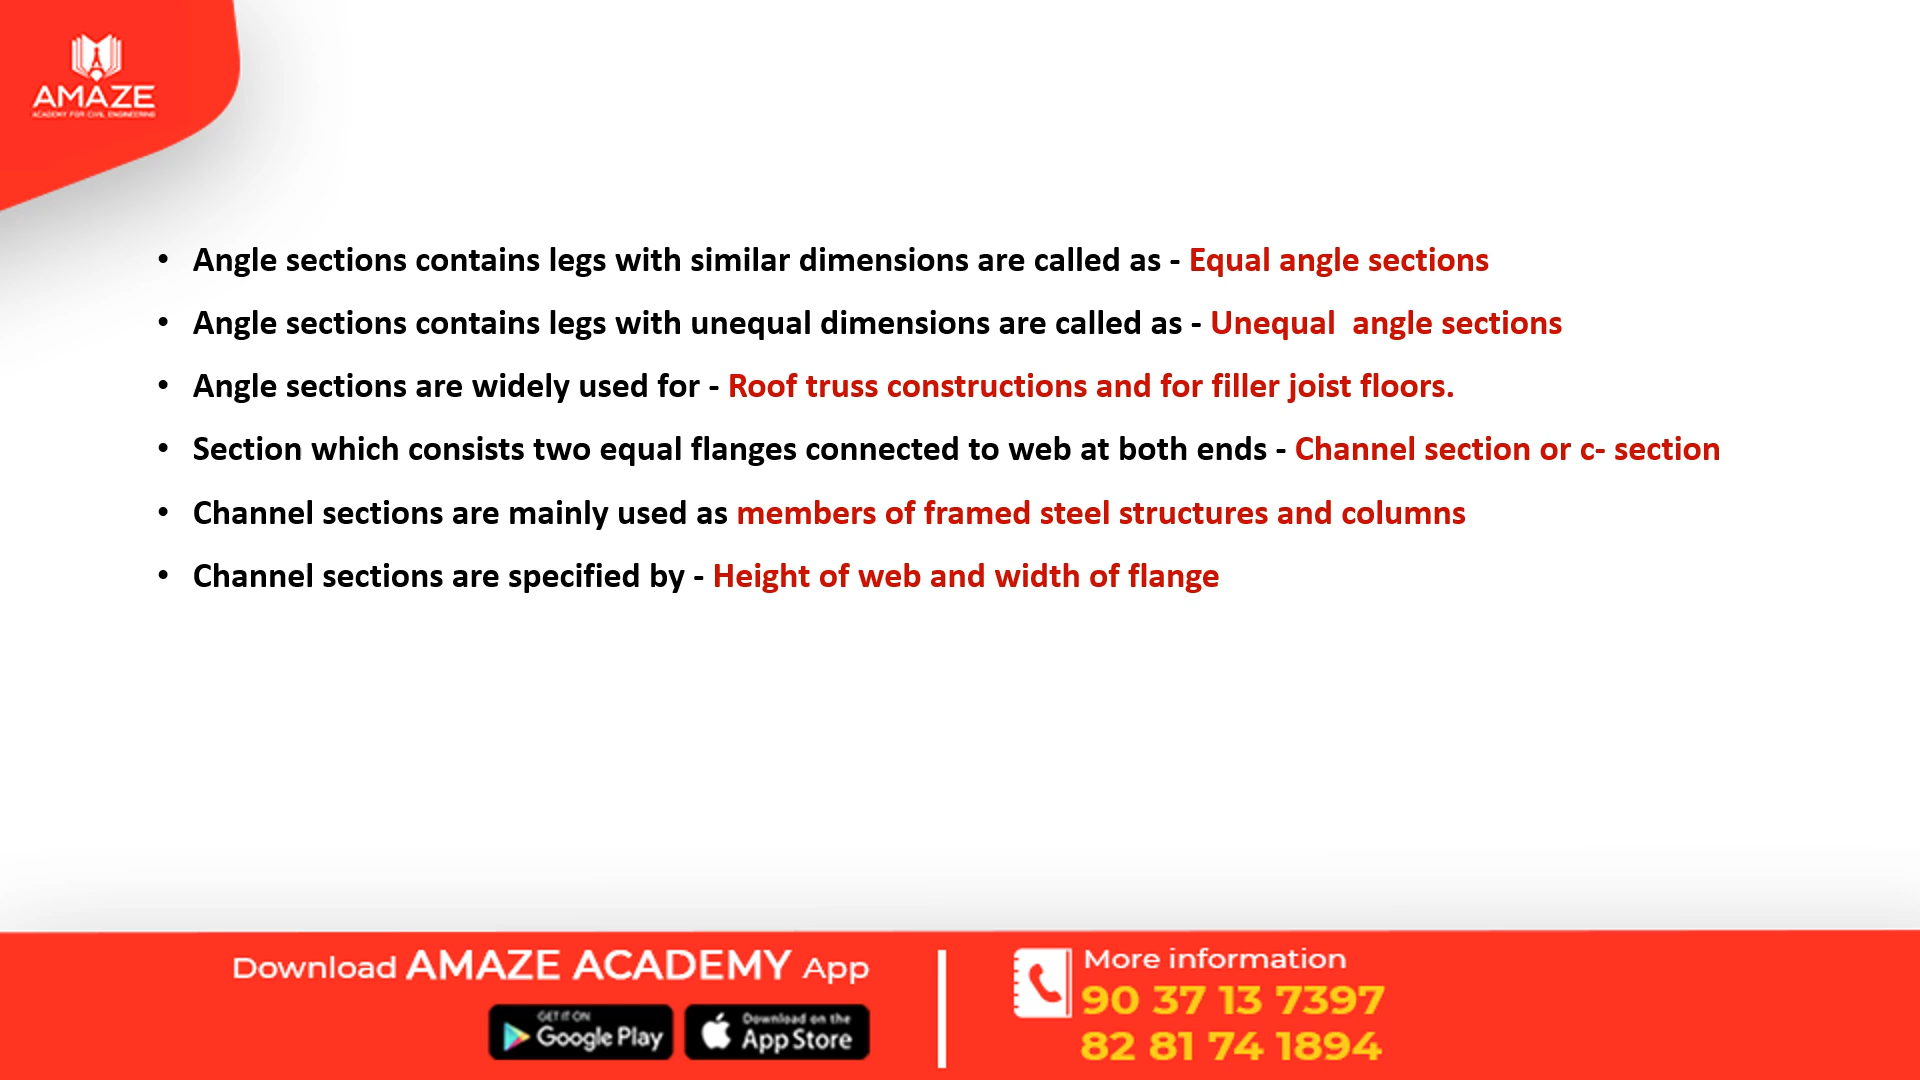 AMAZE
ACADEMY FOR CIVIL ENGINEERING
• Angle sections contains legs with similar dimensions are called as - Equal angle sections
• Angle sections contains legs with unequal dimensions are called as - Unequal  angle sections
• Angle sections are widely used for - Roof truss constructions and for filler joist floors.
• Section which consists two equal flanges connected to web at both ends - Channel section or c- section
• Channel sections are mainly used as members of framed steel structures and columns
• Channel sections are specified by - Height of web and width of flange
Download AMAZE ACADEMY App
GET IT ON
Google Play
Download on the
App Store
More information
90 37 13 7397
82 81 74 1894